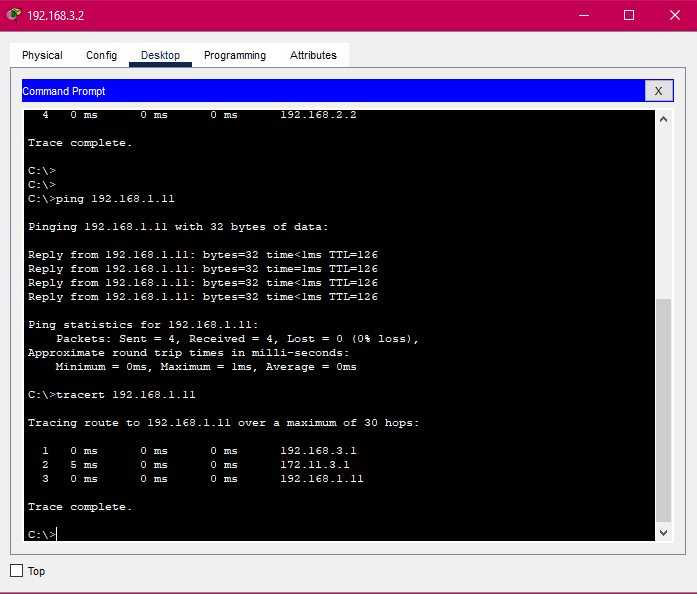 192.168.3.2
Physical Config Desktop Programming Attributes
Command Prompt X
4 0 ms 0 ms 0 ms 192.168.2.2
Trace complete.
C:\>
C:\>
C:\>ping 192.168.1.11
Pinging 192.168.1.11 with 32 bytes of data:
Reply from 192.168.1.11: bytes=32 time<1ms TTL=126
Reply from 192.168.1.11: bytes=32 time<1ms TTL=126
Reply from 192.168.1.11: bytes=32 time<1ms TTL=126
Reply from 192.168.1.11: bytes=32 time<1ms TTL=126
Ping statistics for 192.168.1.11:
Packets: Sent = 4, Received = 4, Lost = 0 (0% loss),
Approximate round trip times in milli-seconds:
Minimum = 0ms, Maximum = 1ms, Average = 0ms
C:\>tracert 192.168.1.11
Tracing route to 192.168.1.11 over a maximum of 30 hops:
1 0 ms 0 ms 0 ms 192.168.3.1
2 5 ms 0 ms 0 ms 172.11.3.1
3 0 ms 0 ms 0 ms 192.168.1.11
Trace complete.
C:\>
Top